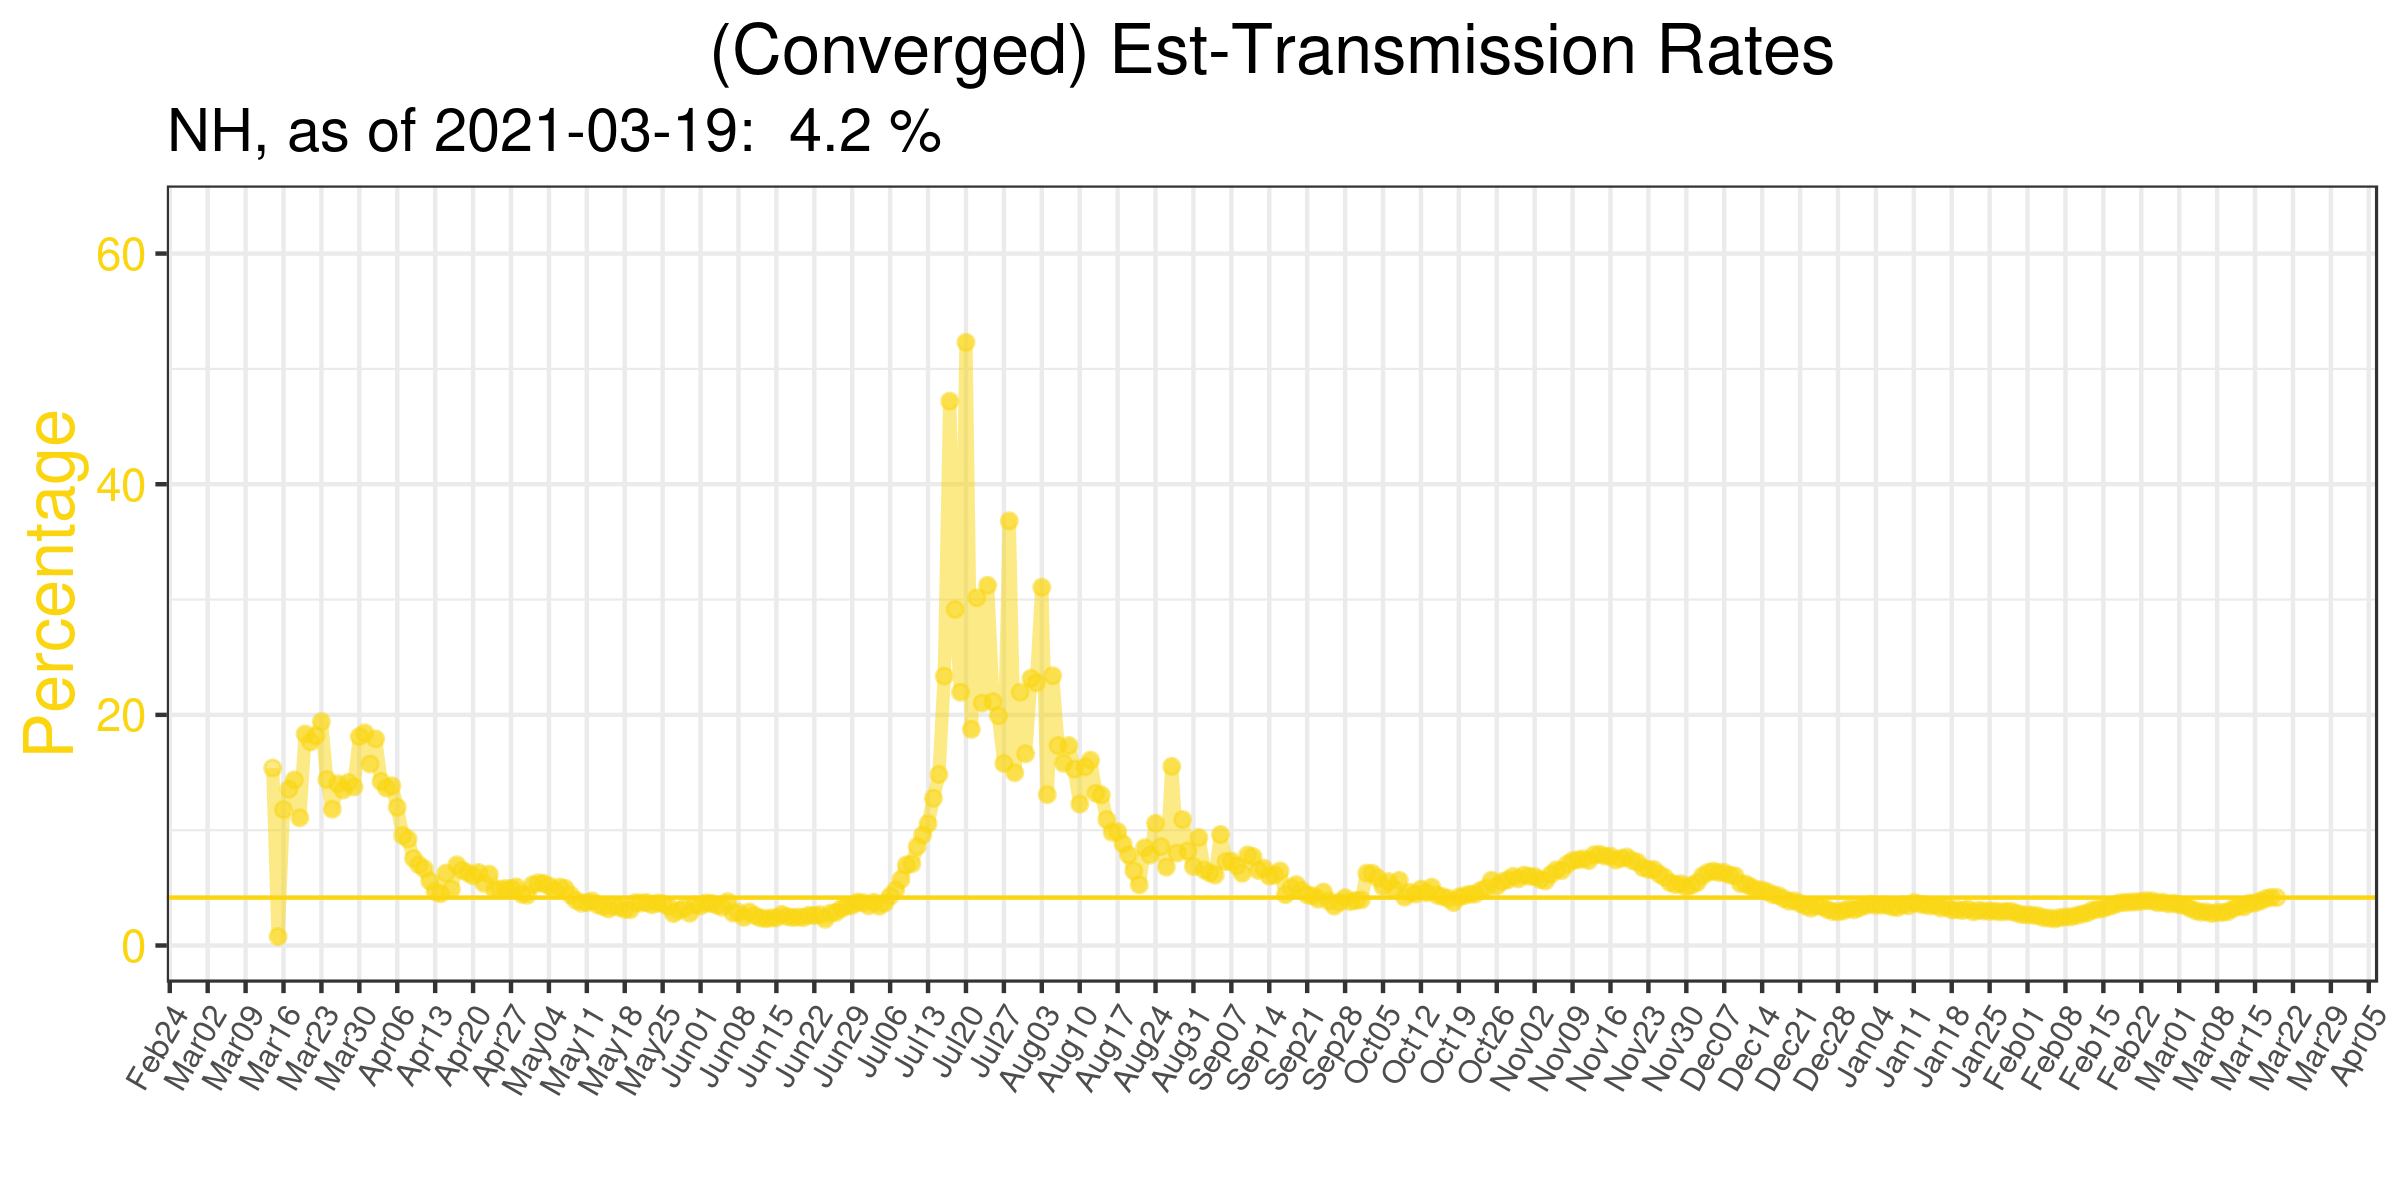 (Converged) Est-Transmission Rates
NH, as of 2021-03-19:  4.2 %
Percentage
60
40
20
0
Feb24
Mar02
Mar09
Mar16
Mar23
Mar30
Apr06
Apr13
Apr20
Apr27
May04
May11
May18
May25
Jun01
Jun08
Jun15
Jun22
Jun29
Jul06
Jul13
Jul20
Jul27
Aug03
Aug10
Aug17
Aug24
Aug31
Sep07
Sep14
Sep21
Sep28
Oct05
Oct12
Oct19
Oct26
Nov02
Nov09
Nov16
Nov23
Nov30
Dec07
Dec14
Dec21
Dec28
Jan04
Jan11
Jan18
Jan25
Feb01
Feb08
Feb15
Feb22
Mar01
Mar08
Mar15
Mar22
Mar29
Apr05